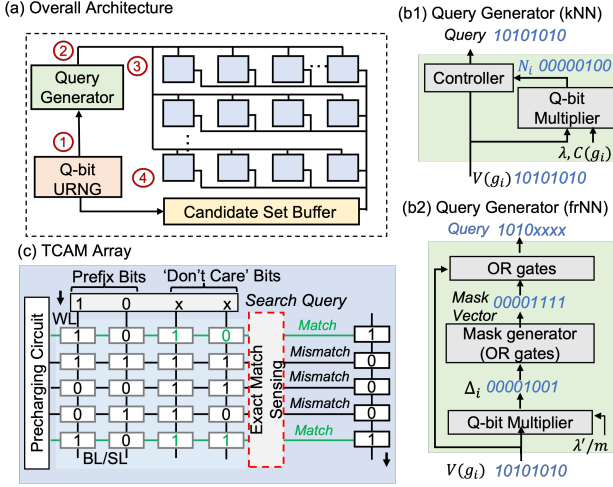 (a) Overall Architecture
②
③
Query
Generator
①
④
Q-bit
URNG
Candidate Set Buffer
(b1) Query Generator (kNN)
Query 10101010
N_i 00000100
Controller
Q-bit
Multiplier
λ, C(g_i)
V(g_i) 10101010
(b2) Query Generator (frNN)
Query 1010xxxx
OR gates
Mask
Vector 00001111
Mask generator
(OR gates)
Δ_i 00001001
Q-bit Multiplier
λ′/m
V(g_i) 10101010
(c) TCAM Array
Prefix Bits
'Don't Care' Bits
1 0 x x
Search Query
WL
Precharging Circuit
1 0 1 0
Match
1
1 0 1 1
Mismatch
0
0 0 1 1
Mismatch
0
0 1 1 0
Mismatch
0
1 0 1 1
Match
1
Exact Match
Sensing
BL/SL